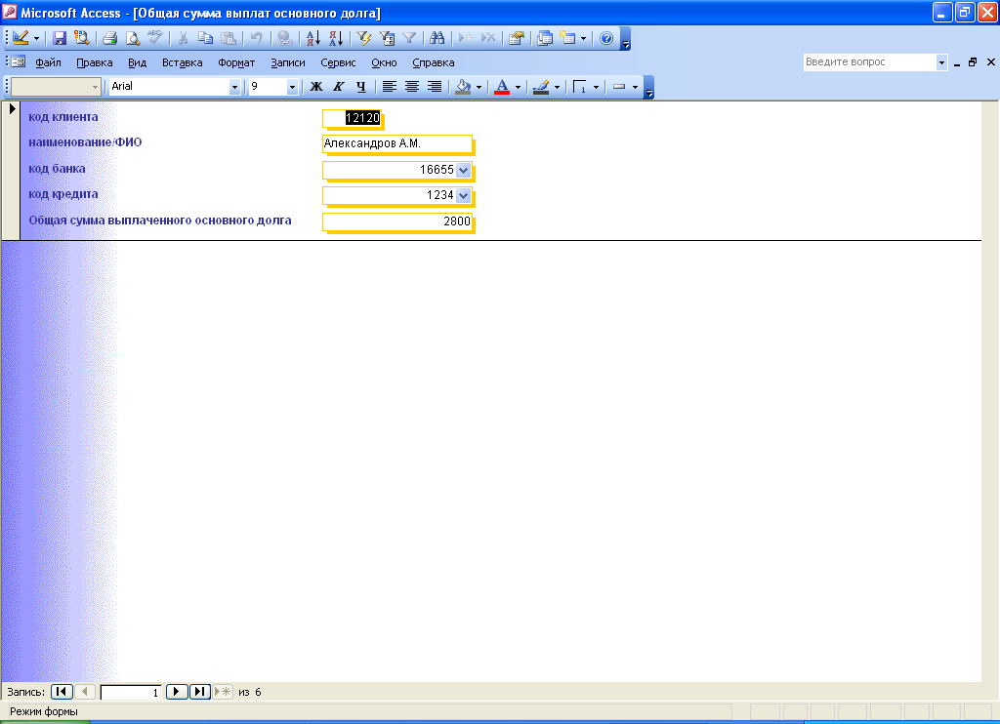 Microsoft Access - [Общая сумма выплат основного долга]
Файл Правка Вид Вставка Формат Записи Сервис Окно Справка Введите вопрос
Arial 9 Ж К Ч
код клиента 12120
наименование/ФИО Александров А.М.
код банка 16655
код кредита 1234
Общая сумма выплаченного основного долга 2800
Запись: 1 из 6
Режим формы